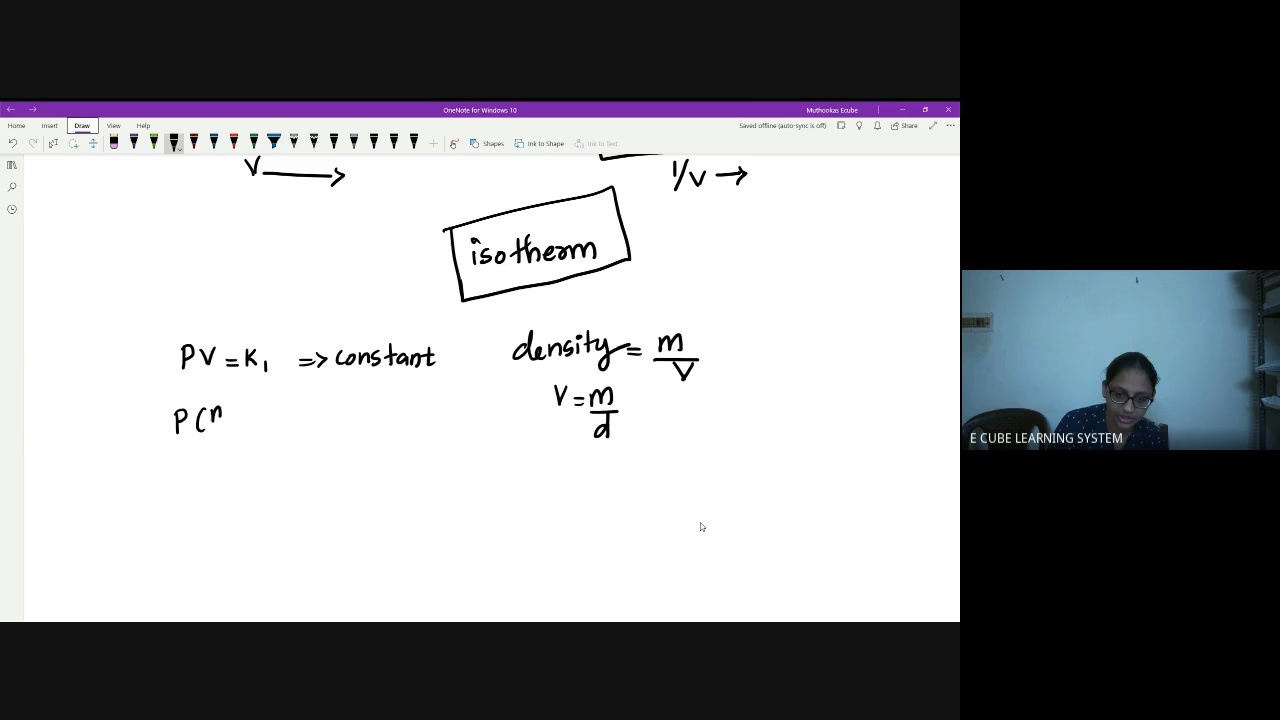 OneNote for Windows 10
Muthookas Ecube
Home Insert Draw View Help
Saved offline (auto-sync is off)
Share
Shapes
Ink to Shape
Ink to Text
V
1/V
isotherm
PV = K1 => constant
density = m/V
V = m/d
P(m
E CUBE LEARNING SYSTEM